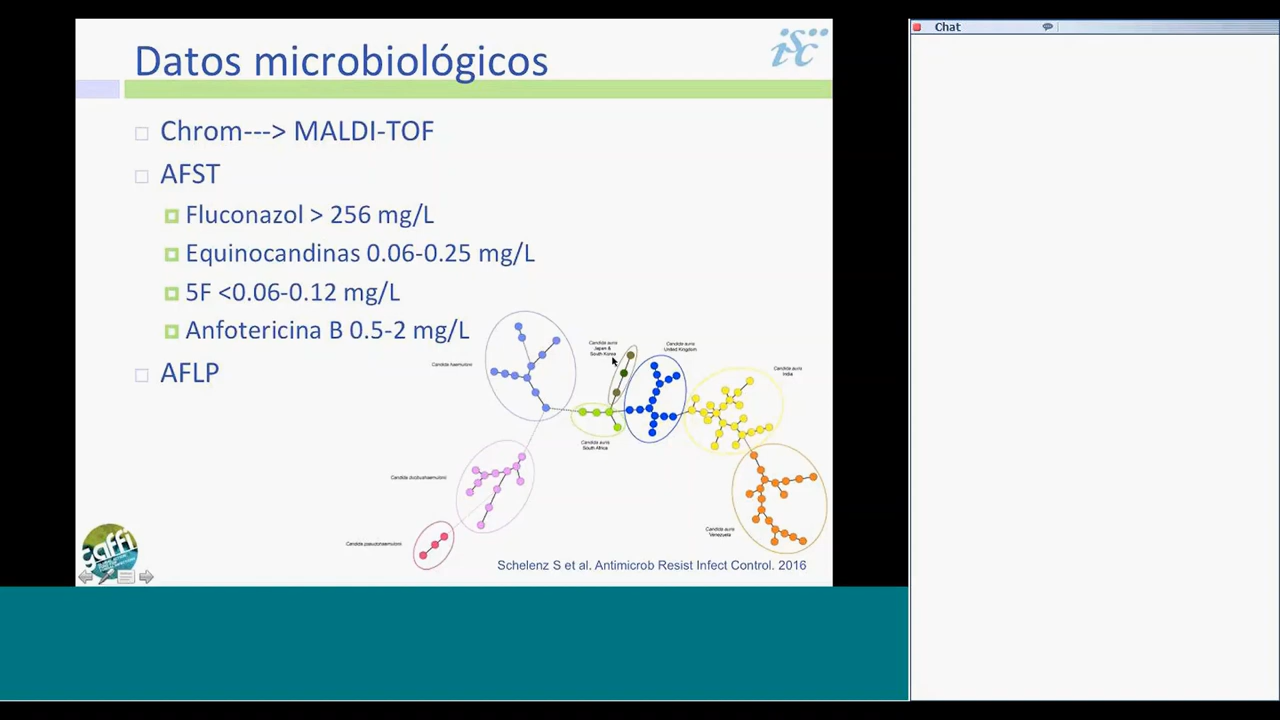 Chat
isc
Datos microbiológicos
Chrom---> MALDI-TOF
AFST
Fluconazol > 256 mg/L
Equinocandinas 0.06-0.25 mg/L
5F <0.06-0.12 mg/L
Anfotericina B 0.5-2 mg/L
AFLP
Candida haemulonii
Candida auris
Japan &
South Korea
Candida auris
United Kingdom
Candida auris
India
Candida auris
South Africa
Candida duobushaemulonii
Candida pseudohaemulonii
Candida auris
Venezuela
gaffi
Schelenz S et al. Antimicrob Resist Infect Control. 2016